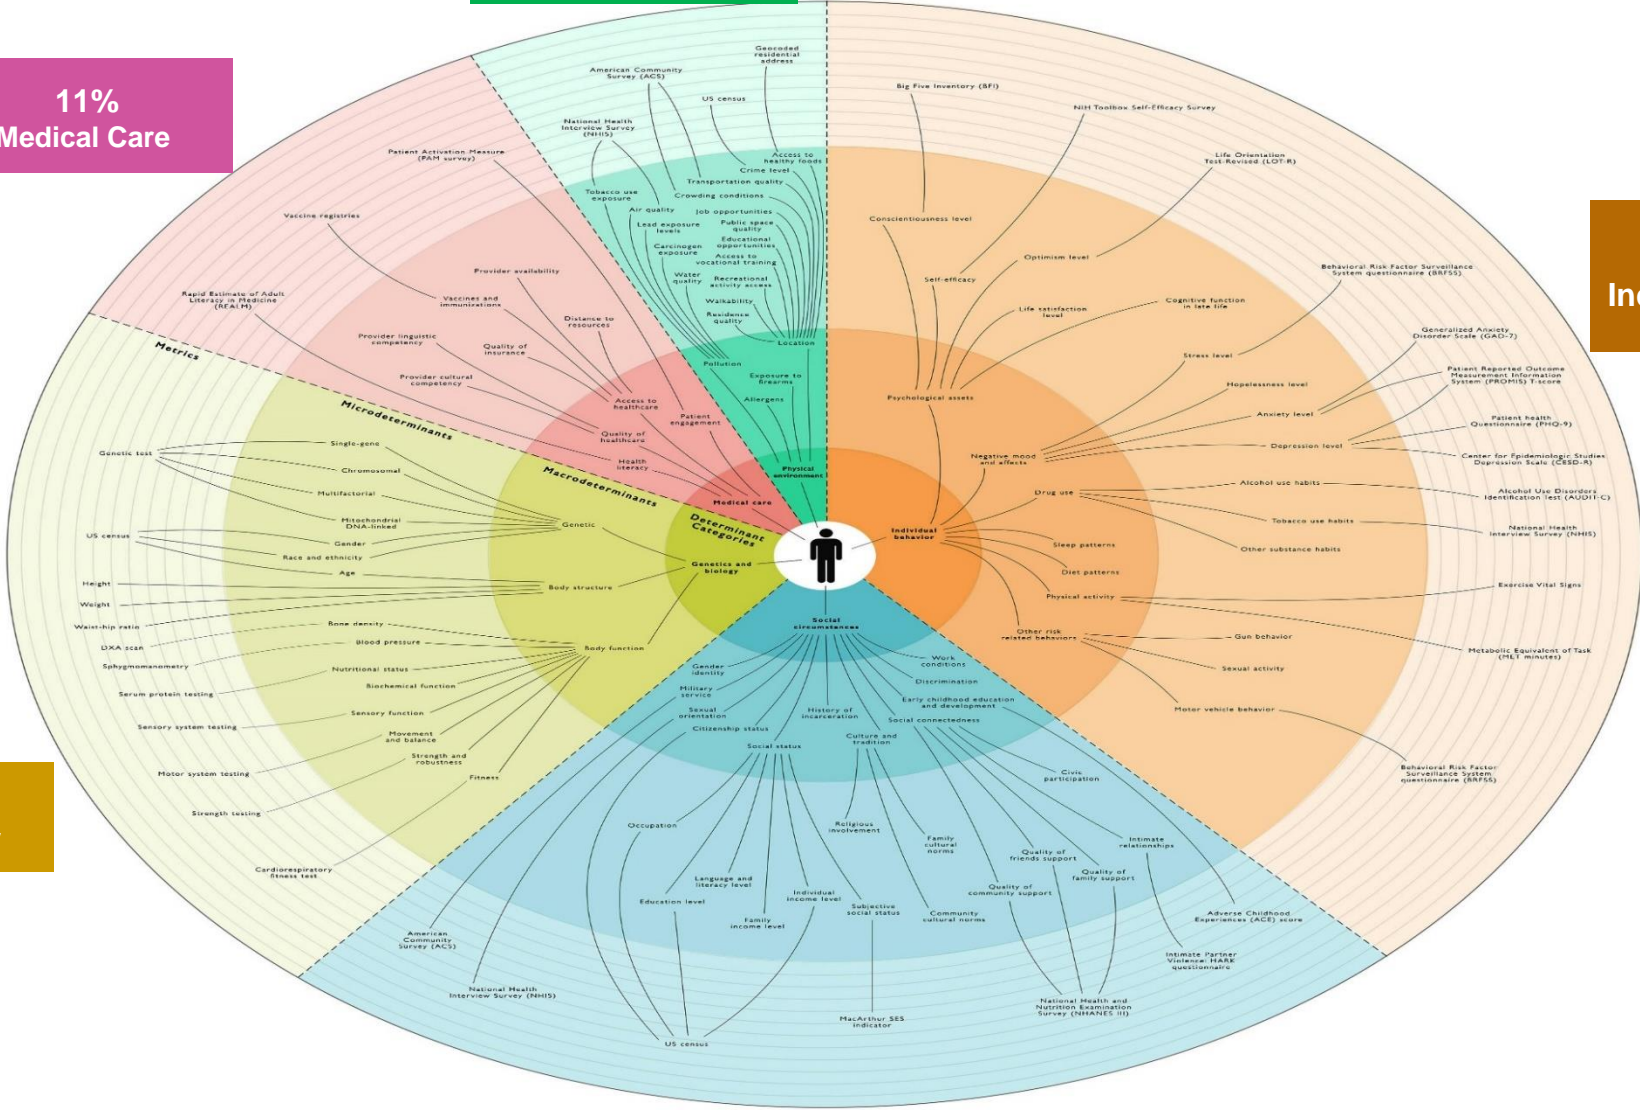 11%
Medical Care
Inc
Geocoded
residential
address
American Community
Survey (ACS)
US census
National Health
Interview Survey
(NHIS)
Access to
healthy foods
Crime level
Transportation quality
Tobacco use
exposure
Crowding conditions
Air quality
Job opportunities
Lead exposure
levels
Public space
quality
Carcinogen
exposure
Educational
opportunities
Access to
vocational training
Water
quality
Recreational
activity access
Walkability
Residence
quality
Location
Pollution
Exposure to
firearms
Allergens
Physical
environment
Big Five Inventory (BFI)
NIH Toolbox Self-Efficacy Survey
Life Orientation
Test-Revised (LOT-R)
Conscientiousness level
Optimism level
Self-efficacy
Behavioral Risk Factor Surveillance
System questionnaire (BRFSS)
Life satisfaction
level
Cognitive function
in late life
Generalized Anxiety
Disorder Scale (GAD-7)
Stress level
Patient Reported Outcome
Measurement Information
System (PROMIS) T-score
Hopelessness level
Psychological assets
Anxiety level
Patient health
Questionnaire (PHQ-9)
Depression level
Negative mood
and affects
Center for Epidemiologic Studies
Depression Scale (CESD-R)
Alcohol use habits
Drug use
Alcohol Use Disorders
Identification Test (AUDIT-C)
Tobacco use habits
National Health
Interview Survey (NHIS)
Individual
behavior
Sleep patterns
Other substance habits
Diet patterns
Exercise Vital Signs
Physical activity
Other risk
related behaviors
Gun behavior
Metabolic Equivalent of Task
(MET minutes)
Sexual activity
Motor vehicle behavior
Behavioral Risk Factor
Surveillance System
questionnaire (BRFSS)
Patient Activation Measure
(PAM survey)
Vaccine registries
Provider availability
Rapid Estimate of Adult
Literacy in Medicine
(REALM)
Vaccines and
immunizations
Distance to
resources
Provider linguistic
competency
Quality of
insurance
Provider cultural
competency
Access to
healthcare
Patient
engagement
Quality of
healthcare
Health
literacy
Medical care
Metrics
Microdeterminants
Macrodeterminants
Determinant
Categories
Single-gene
Genetic test
Chromosomal
Multifactorial
Mitochondrial
DNA-linked
Genetic
US census
Gender
Race and ethnicity
Genetics and
biology
Age
Height
Body structure
Weight
Waist-hip ratio
Bone density
DXA scan
Blood pressure
Body function
Sphygmomanometry
Nutritional status
Biochemical function
Serum protein testing
Sensory function
Sensory system testing
Movement
and balance
Strength and
robustness
Motor system testing
Fitness
Strength testing
Cardiorespiratory
fitness test
Social
circumstances
Gender
identity
Work
conditions
Military
service
Discrimination
Sexual
orientation
Early childhood education
and development
History of
incarceration
Citizenship status
Social connectedness
Social status
Culture and
tradition
Civic
participation
Occupation
Religious
involvement
Family
cultural
norms
Intimate
relationships
Quality of
friends support
Quality of
family support
Language and
literacy level
Quality of
community support
Education level
Individual
income level
Subjective
social status
Family
income level
Community
cultural norms
Adverse Childhood
Experiences (ACE) score
American
Community
Survey (ACS)
Intimate Partner
Violence: HARK
questionnaire
National Health
Interview Survey (NHIS)
National Health and
Nutrition Examination
Survey (NHANES III)
MacArthur SES
indicator
US census